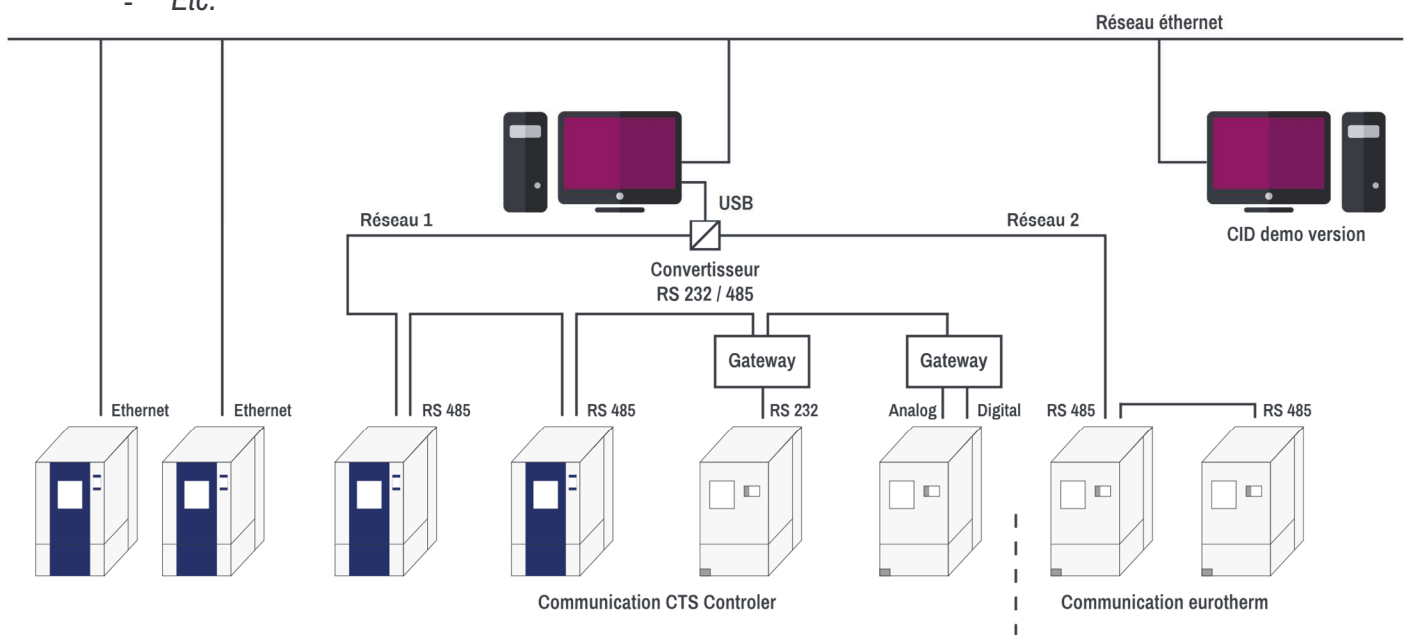 - Etc.
Réseau éthernet
USB
Réseau 1
Réseau 2
CID demo version
Convertisseur
RS 232 / 485
Gateway
Gateway
Ethernet
Ethernet
RS 485
RS 485
RS 232
Analog
Digital
RS 485
RS 485
Communication CTS Controler
Communication eurotherm